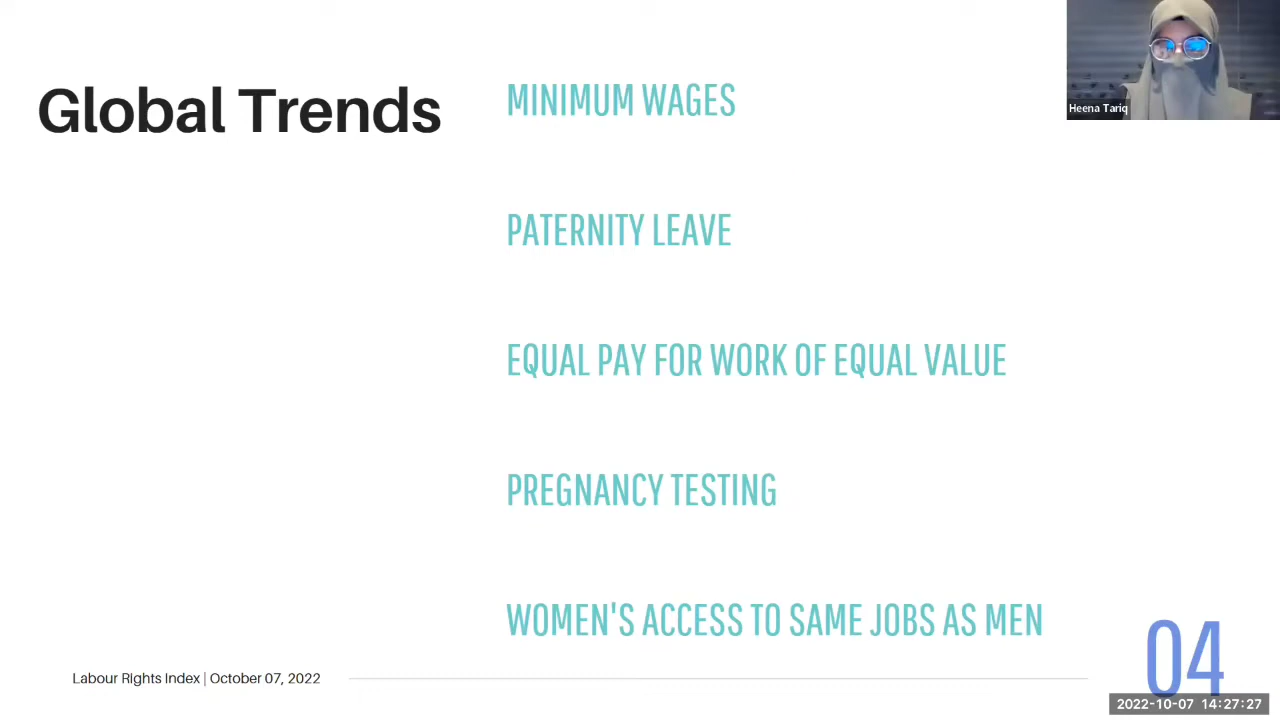 Global Trends
MINIMUM WAGES
PATERNITY LEAVE
EQUAL PAY FOR WORK OF EQUAL VALUE
PREGNANCY TESTING
WOMEN'S ACCESS TO SAME JOBS AS MEN
Heena Tariq
Labour Rights Index | October 07, 2022
04
2022-10-07 14:27:27